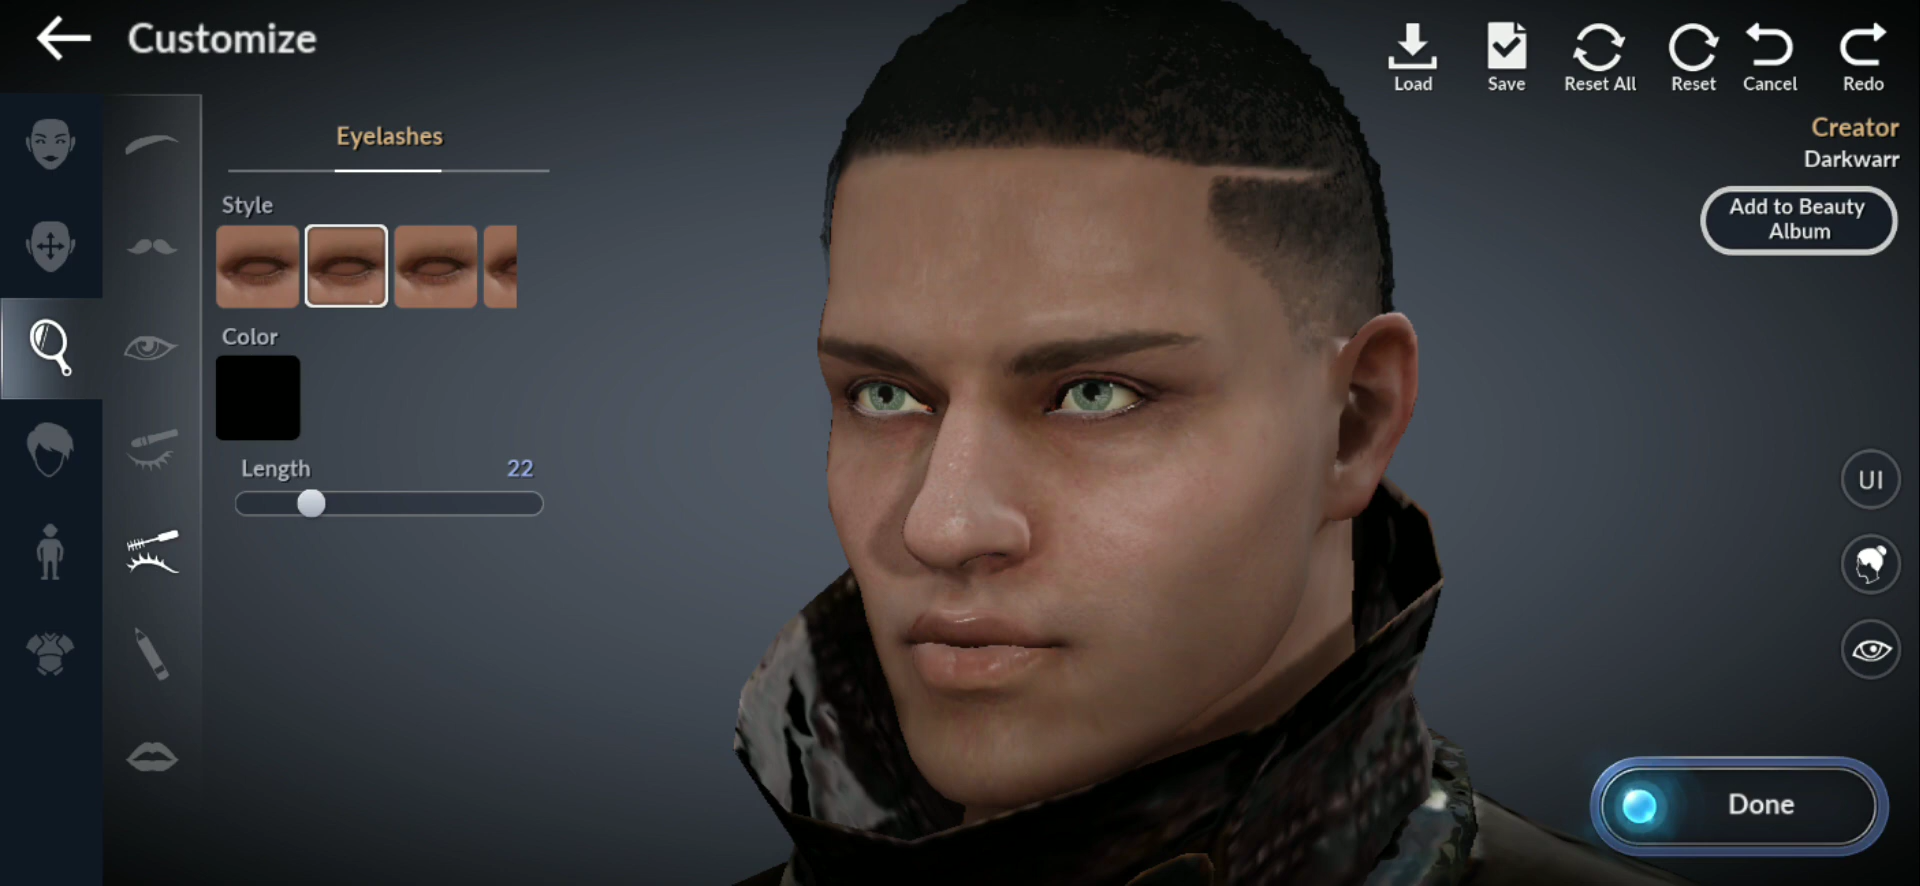 Customize
Load
Save
Reset All
Reset
Cancel
Redo
Creator
Darkwarr
Add to Beauty
Album
Eyelashes
Style
Color
Length 22
UI
Done